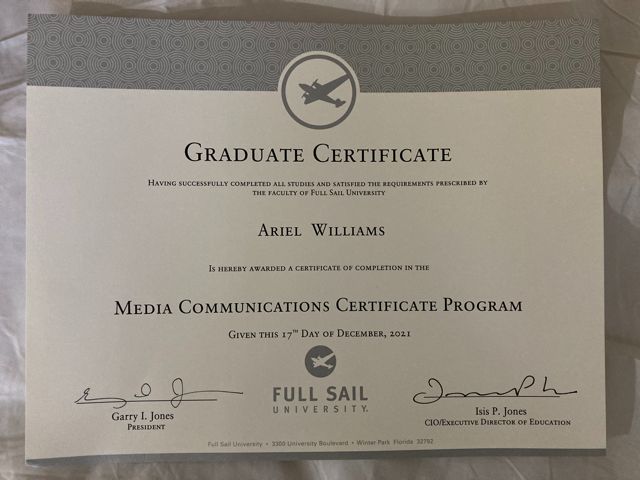 Graduate Certificate
Having successfully completed all studies and satisfied the requirements prescribed by
the faculty of Full Sail University
Ariel Williams
Is hereby awarded a certificate of completion in the
Media Communications Certificate Program
Given this 17th Day of December, 2021
FULL SAIL
UNIVERSITY.
Garry I. Jones
President
Isis P. Jones
CIO/Executive Director of Education
Full Sail University • 3300 University Boulevard • Winter Park Florida 32792